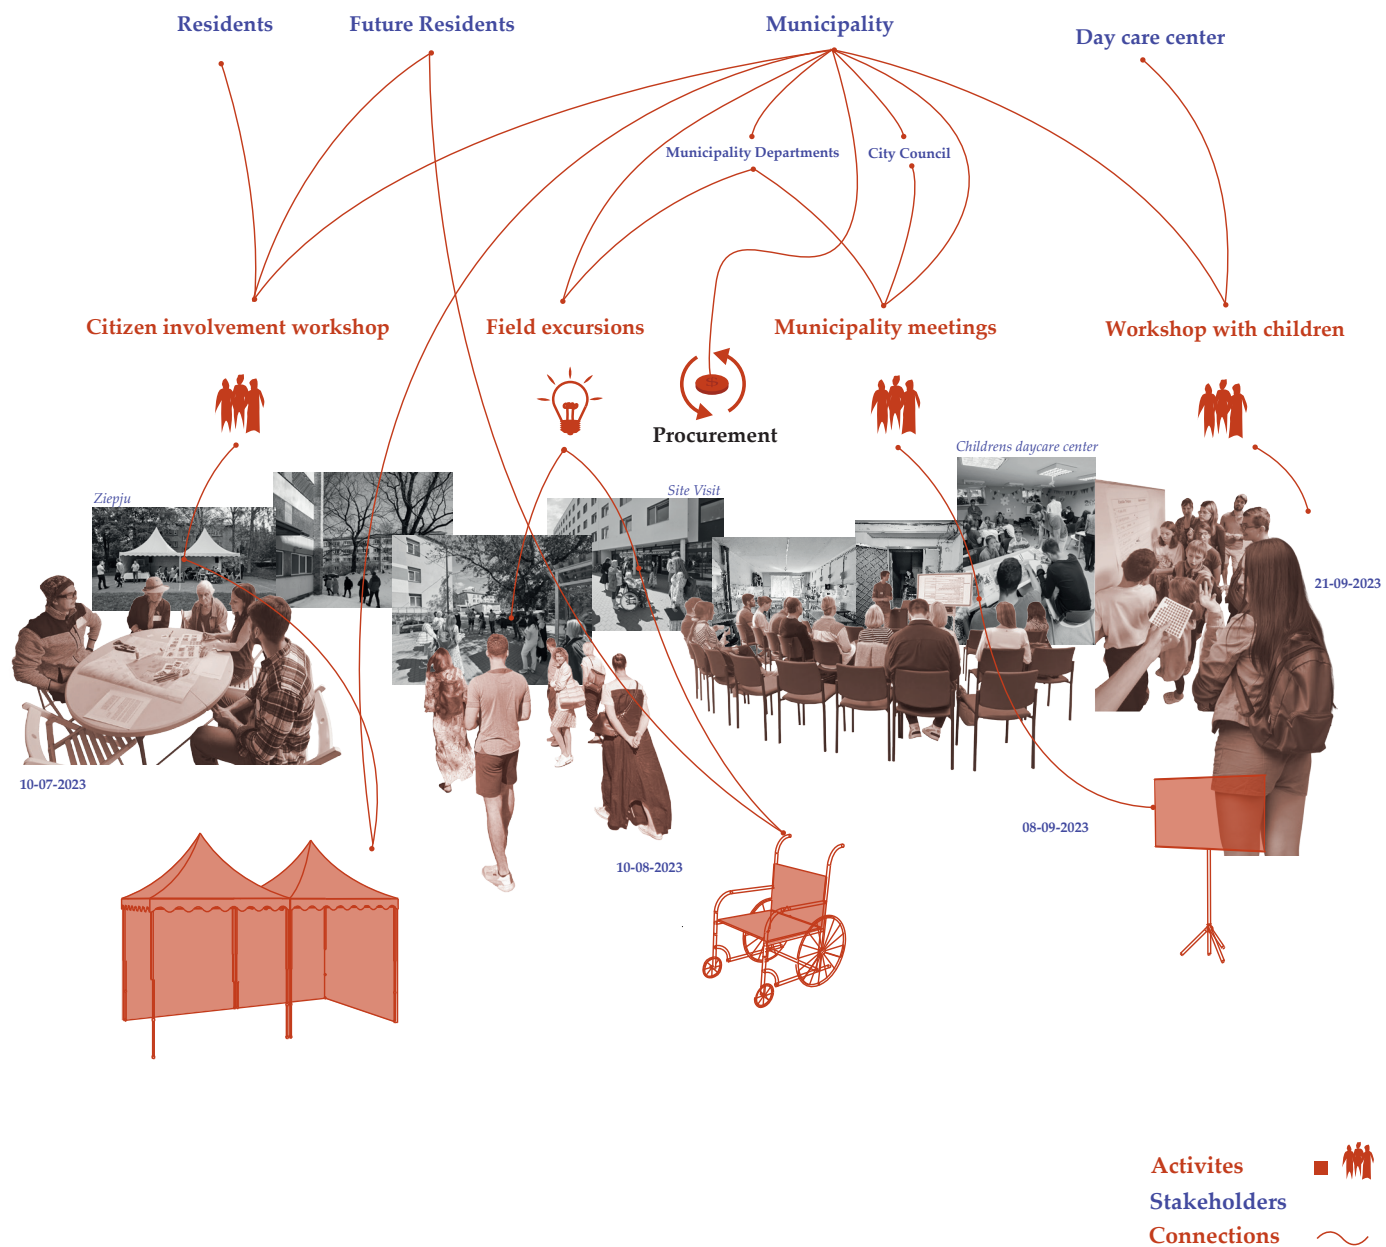 Residents
Future Residents
Municipality
Day care center
Municipality Departments
City Council
Citizen involvement workshop
Field excursions
Municipality meetings
Workshop with children
Procurement
Childrens daycare center
Ziepju
Site Visit
21-09-2023
10-07-2023
08-09-2023
10-08-2023
Activites
Stakeholders
Connections